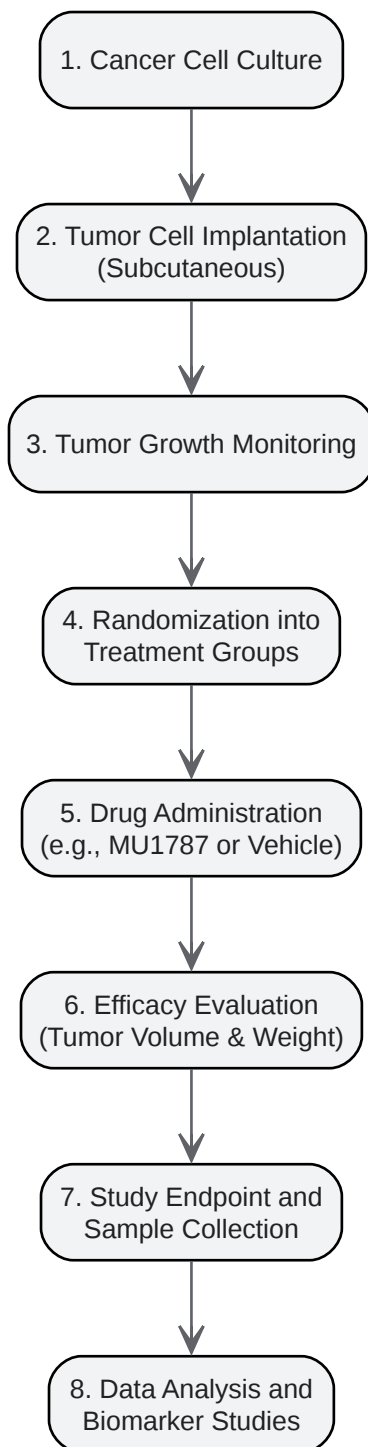 1. Cancer Cell Culture
2. Tumor Cell Implantation
(Subcutaneous)
3. Tumor Growth Monitoring
4. Randomization into
Treatment Groups
5. Drug Administration
(e.g., MU1787 or Vehicle)
6. Efficacy Evaluation
(Tumor Volume & Weight)
7. Study Endpoint and
Sample Collection
8. Data Analysis and
Biomarker Studies